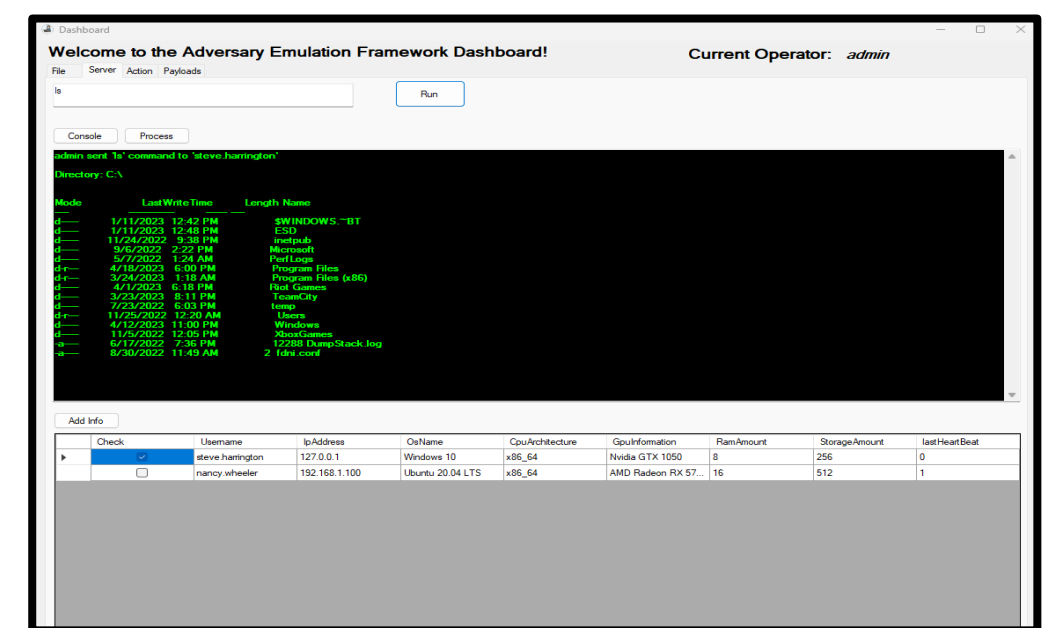 Dashboard
Welcome to the Adversary Emulation Framework Dashboard! Current Operator: admin
File Server Action Payloads
ls
Run
Console Process
admin sent 'ls' command to 'steve.harrington'
Directory: C:\
Mode LastWriteTime Length Name
d---- 1/11/2023 12:42 PM $WINDOWS.~BT
d---- 1/11/2023 12:48 PM ESD
d---- 11/24/2022 9:38 PM inetpub
d---- 9/6/2022 2:22 PM Microsoft
d---- 5/7/2022 1:24 AM PerfLogs
d-r--- 4/18/2023 6:00 PM Program Files
d-r--- 3/24/2023 1:18 AM Program Files (x86)
d---- 4/1/2023 6:18 PM Riot Games
d---- 3/23/2023 8:11 PM TeamCity
d---- 7/23/2022 6:03 PM temp
d-r--- 11/25/2022 12:20 AM Users
d---- 4/12/2023 11:00 PM Windows
d---- 11/5/2022 12:05 PM XboxGames
-a---- 6/17/2022 7:36 PM 12288 DumpStack.log
-a---- 8/30/2022 11:49 AM 2 fdni.conf
Add Info
Check Username IpAddress OsName CpuArchitecture GpuInformation RamAmount StorageAmount lastHeartBeat
steve.harrington 127.0.0.1 Windows 10 x86_64 Nvidia GTX 1050 8 256 0
nancy.wheeler 192.168.1.100 Ubuntu 20.04 LTS x86_64 AMD Radeon RX 57... 16 512 1